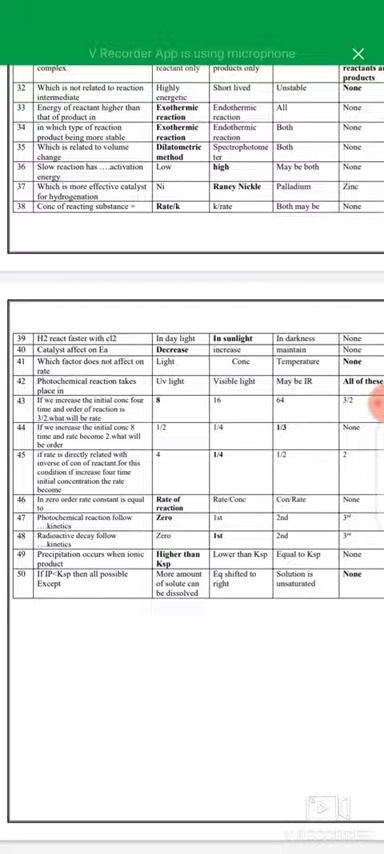 V Recorder App is using microphone
complex reactant only products only reactants a
products
32 Which is not related to reaction intermediate Highly energetic Short lived Unstable None
33 Energy of reactant higher than that of product in Exothermic reaction Endothermic reaction All None
34 in which type of reaction product being more stable Exothermic reaction Endothermic reaction Both None
35 Which is related to volume change Dilatometric method Spectrophotome ter Both None
36 Slow reaction has ….activation energy Low high May be both None
37 Which is more effective catalyst for hydrogenation Ni Raney Nickle Palladium Zinc
38 Conc of reacting substance = Rate/k k/rate Both may be None
39 H2 react faster with cl2 In day light In sunlight In darkness None
40 Catalyst affect on Ea Decrease increase maintain None
41 Which factor does not affect on rate Light Conc Temperature None
42 Photochemical reaction takes place in Uv light Visible light May be IR All of these
43 If we increase the initial conc four time and order of reaction is 3/2.what will be rate 8 16 64 3/2
44 If we increase the initial conc 8 time and rate become 2.what will be order 1/2 1/4 1/3 None
45 if rate is directly related with inverse of con of reactant.for this condition if increase four time initial concentration the rate become 4 1/4 1/2 2
46 In zero order rate constant is equal to Rate of reaction Rate/Conc Con/Rate None
47 Photochemical reaction follow ….kinetics Zero 1st 2nd 3rd
48 Radioactive decay follow ….kinetics Zero 1st 2nd 3rd
49 Precipitation occurs when ionic product Higher than Ksp Lower than Ksp Equal to Ksp None
50 If IP<Ksp then all possible Except More amount of solute can be dissolved Eq shifted to right Solution is unsaturated None
V RECORDER